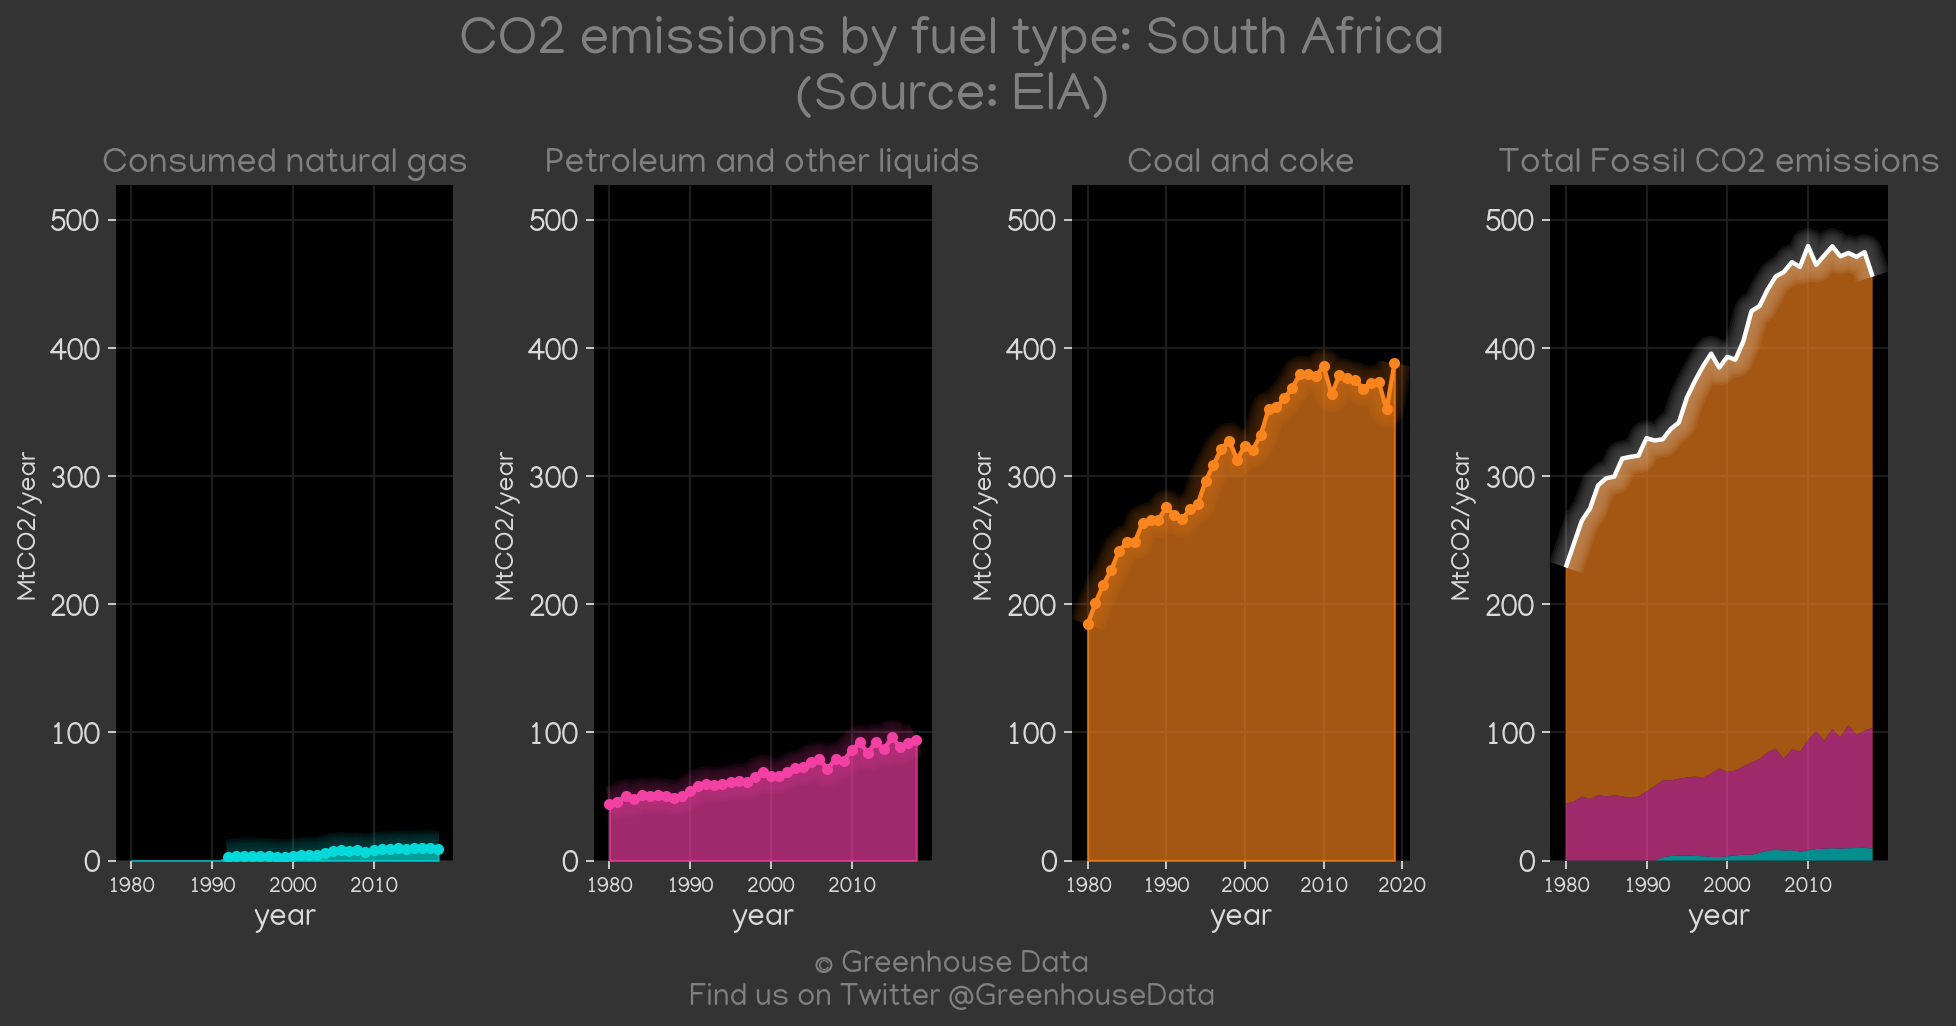 CO2 emissions by fuel type: South Africa
(Source: EIA)
Consumed natural gas
Petroleum and other liquids
Coal and coke
Total Fossil CO2 emissions
500
400
300
200
100
0
MtCO2/year
1980 1990 2000 2010
year
500
400
300
200
100
0
MtCO2/year
1980 1990 2000 2010
year
500
400
300
200
100
0
MtCO2/year
1980 1990 2000 2010 2020
year
500
400
300
200
100
0
MtCO2/year
1980 1990 2000 2010
year
© Greenhouse Data
Find us on Twitter @GreenhouseData